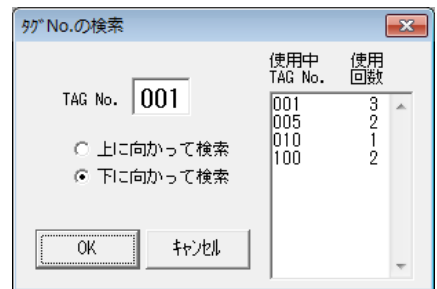 ﾀｸﾞNo.の検索
TAG No. 001
上に向かって検索
下に向かって検索
OK ｷｬﾝｾﾙ
使用中 使用
TAG No. 回数
001 3
005 2
010 1
100 2